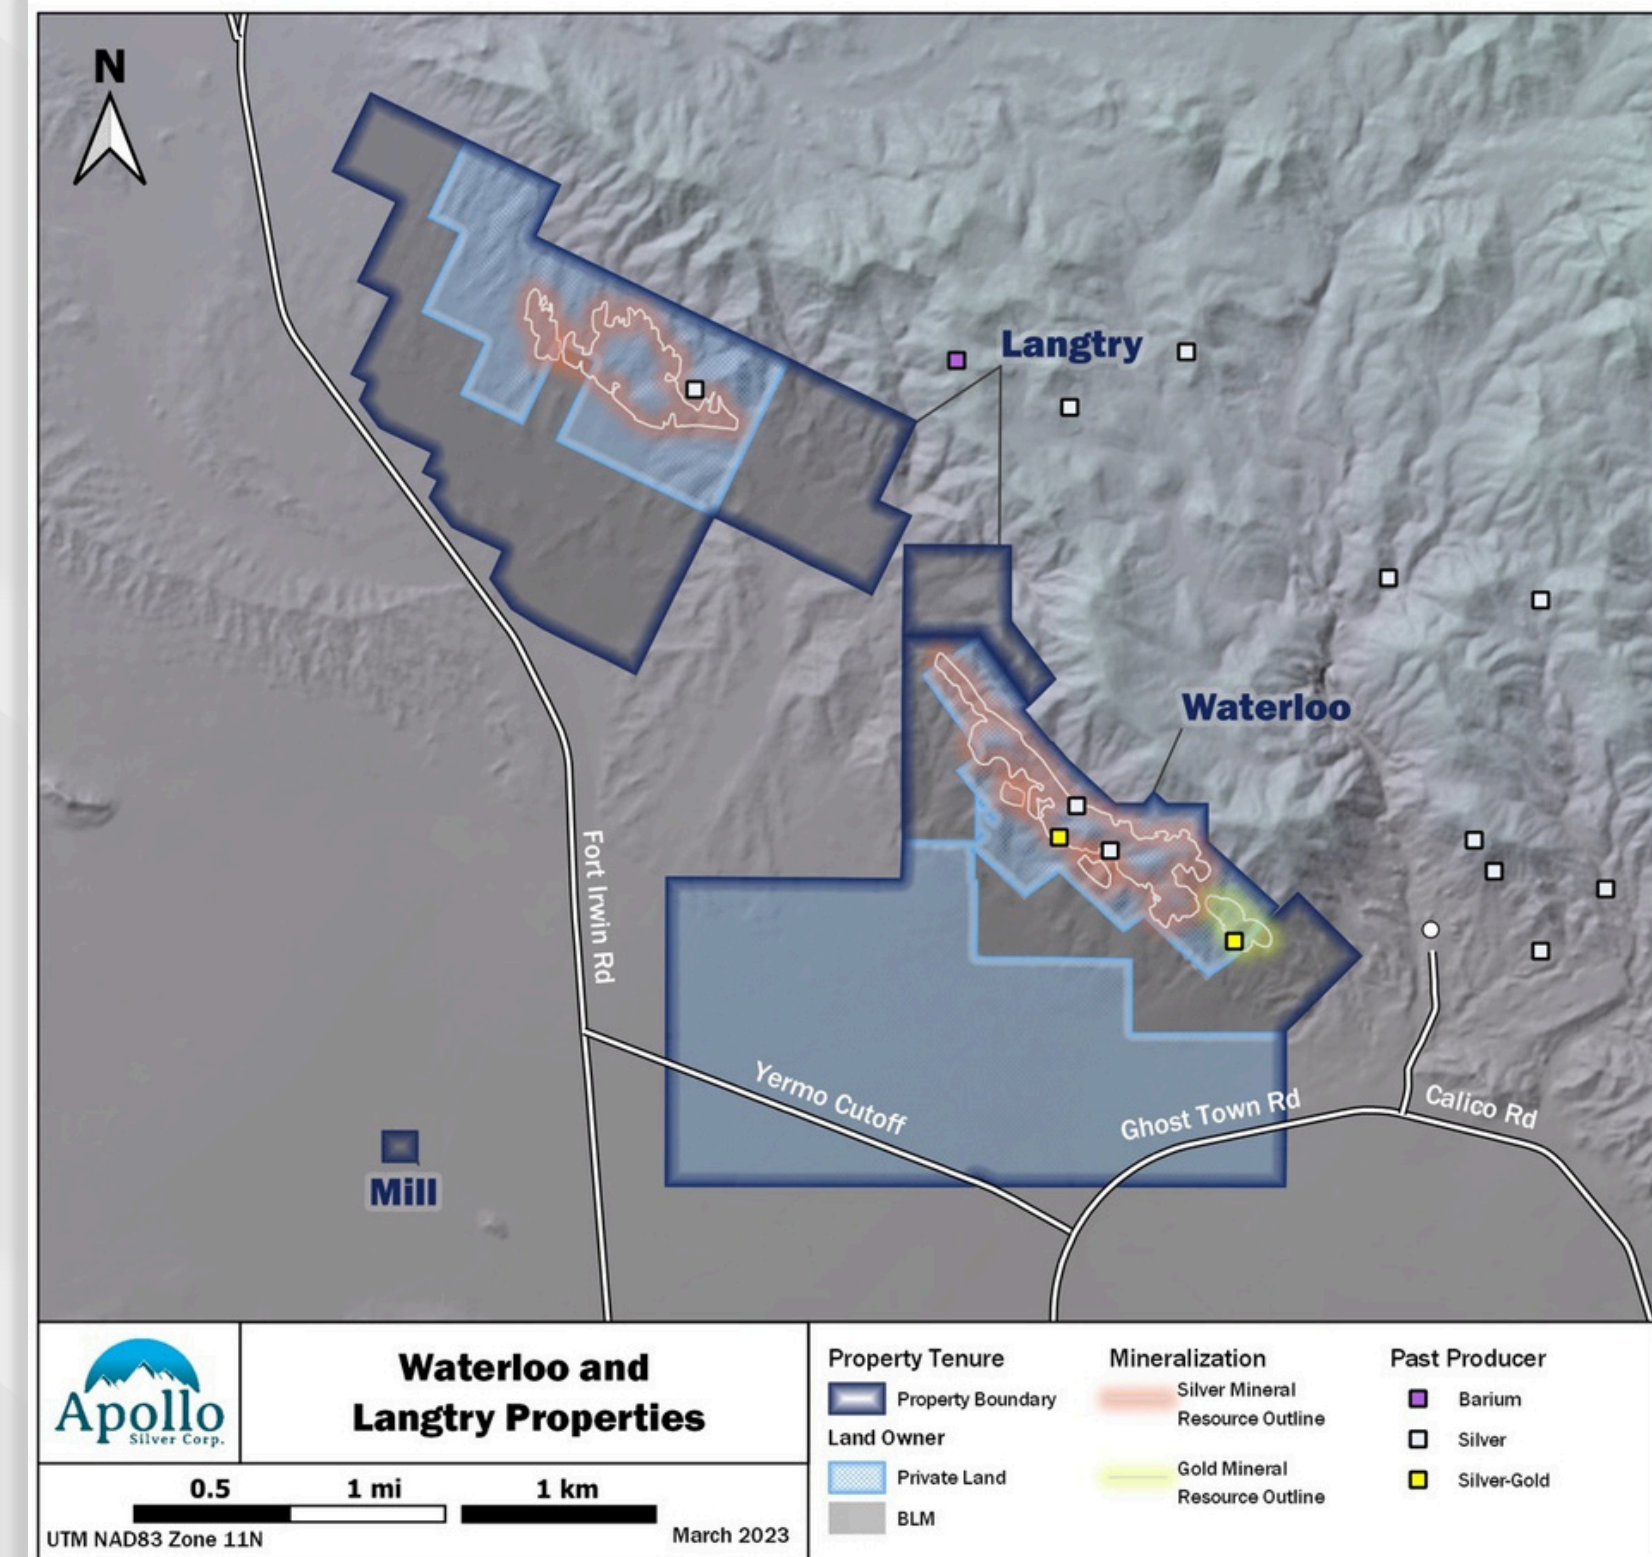 N
Langtry
Waterloo
Fort Irwin Rd
Yermo Cutoff
Ghost Town Rd
Calico Rd
Mill
Apollo
Silver Corp.
Waterloo and
Langtry Properties
0.5 1 mi 1 km
UTM NAD83 Zone 11N
March 2023
Property Tenure
Property Boundary
Land Owner
Private Land
BLM
Mineralization
Silver Mineral
Resource Outline
Gold Mineral
Resource Outline
Past Producer
Barium
Silver
Silver-Gold